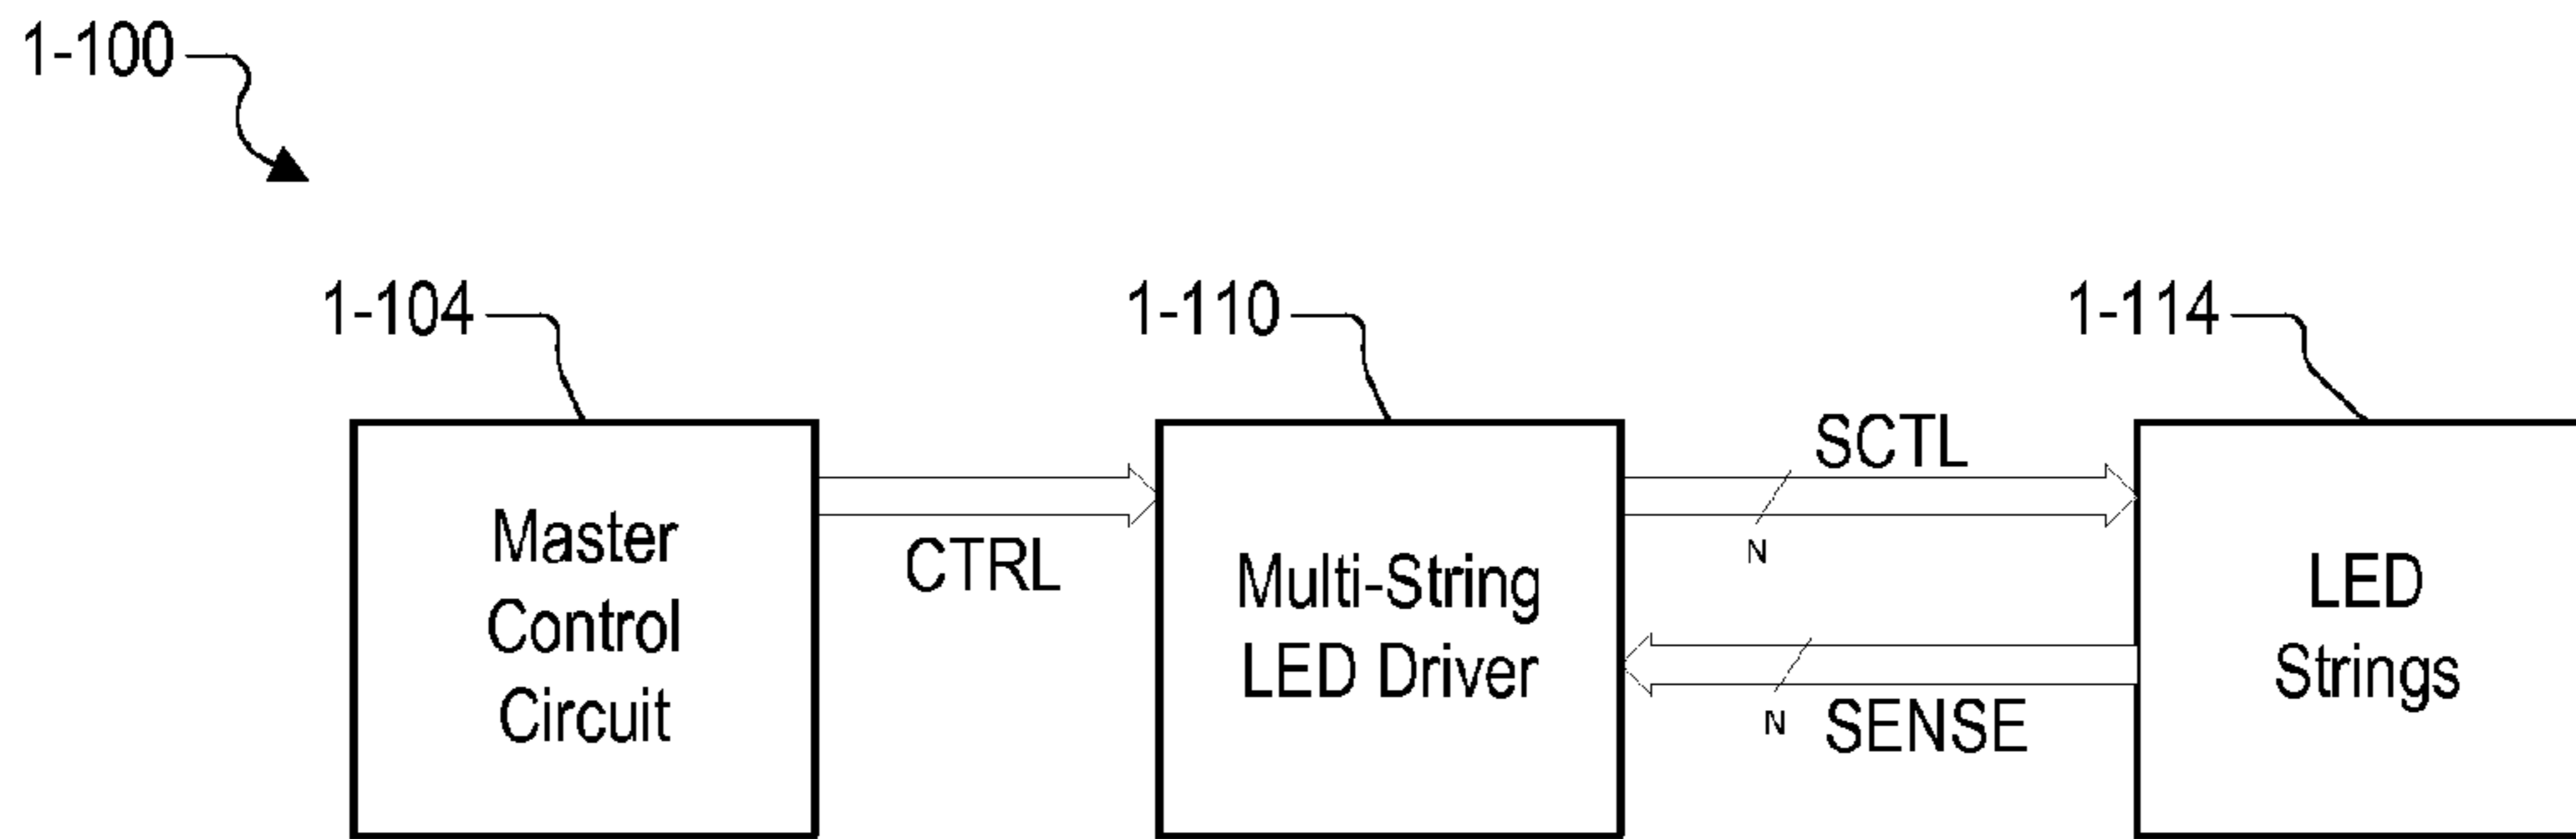 1-100
1-104
1-110
1-114
Master
Control
Circuit
CTRL
Multi-String
LED Driver
SCTL
N
N
SENSE
LED
Strings